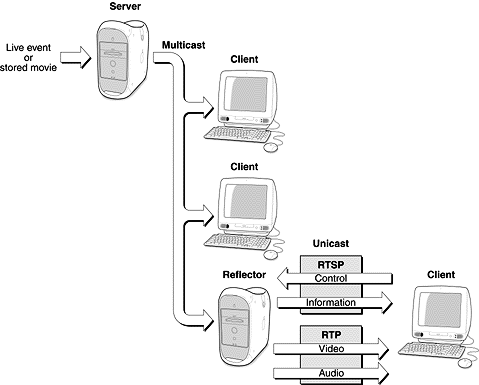 Server
Live event
or
stored movie
Multicast
Client
Client
Unicast
Reflector
RTSP
Client
Control
Information
RTP
Video
Audio